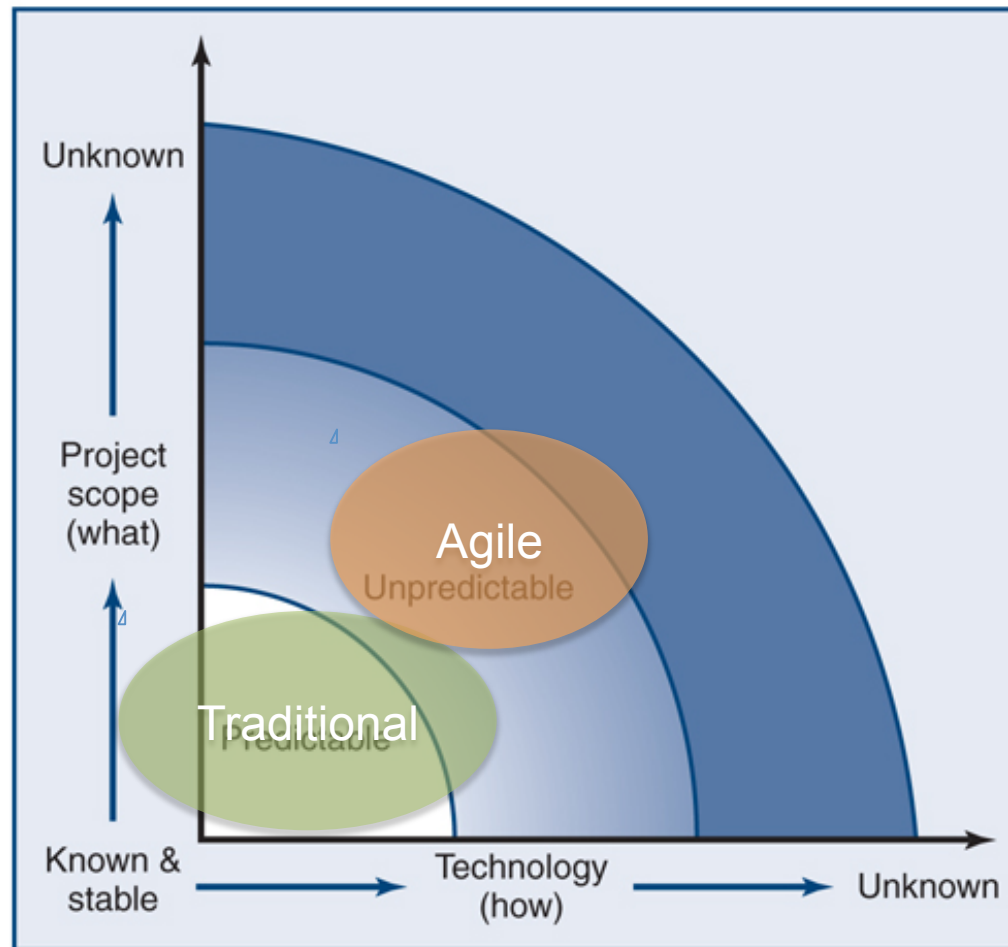 Unknown
Project
scope
(what)
Agile
Unpredictable
Traditional
Predictable
Known &
stable
Technology
(how)
Unknown